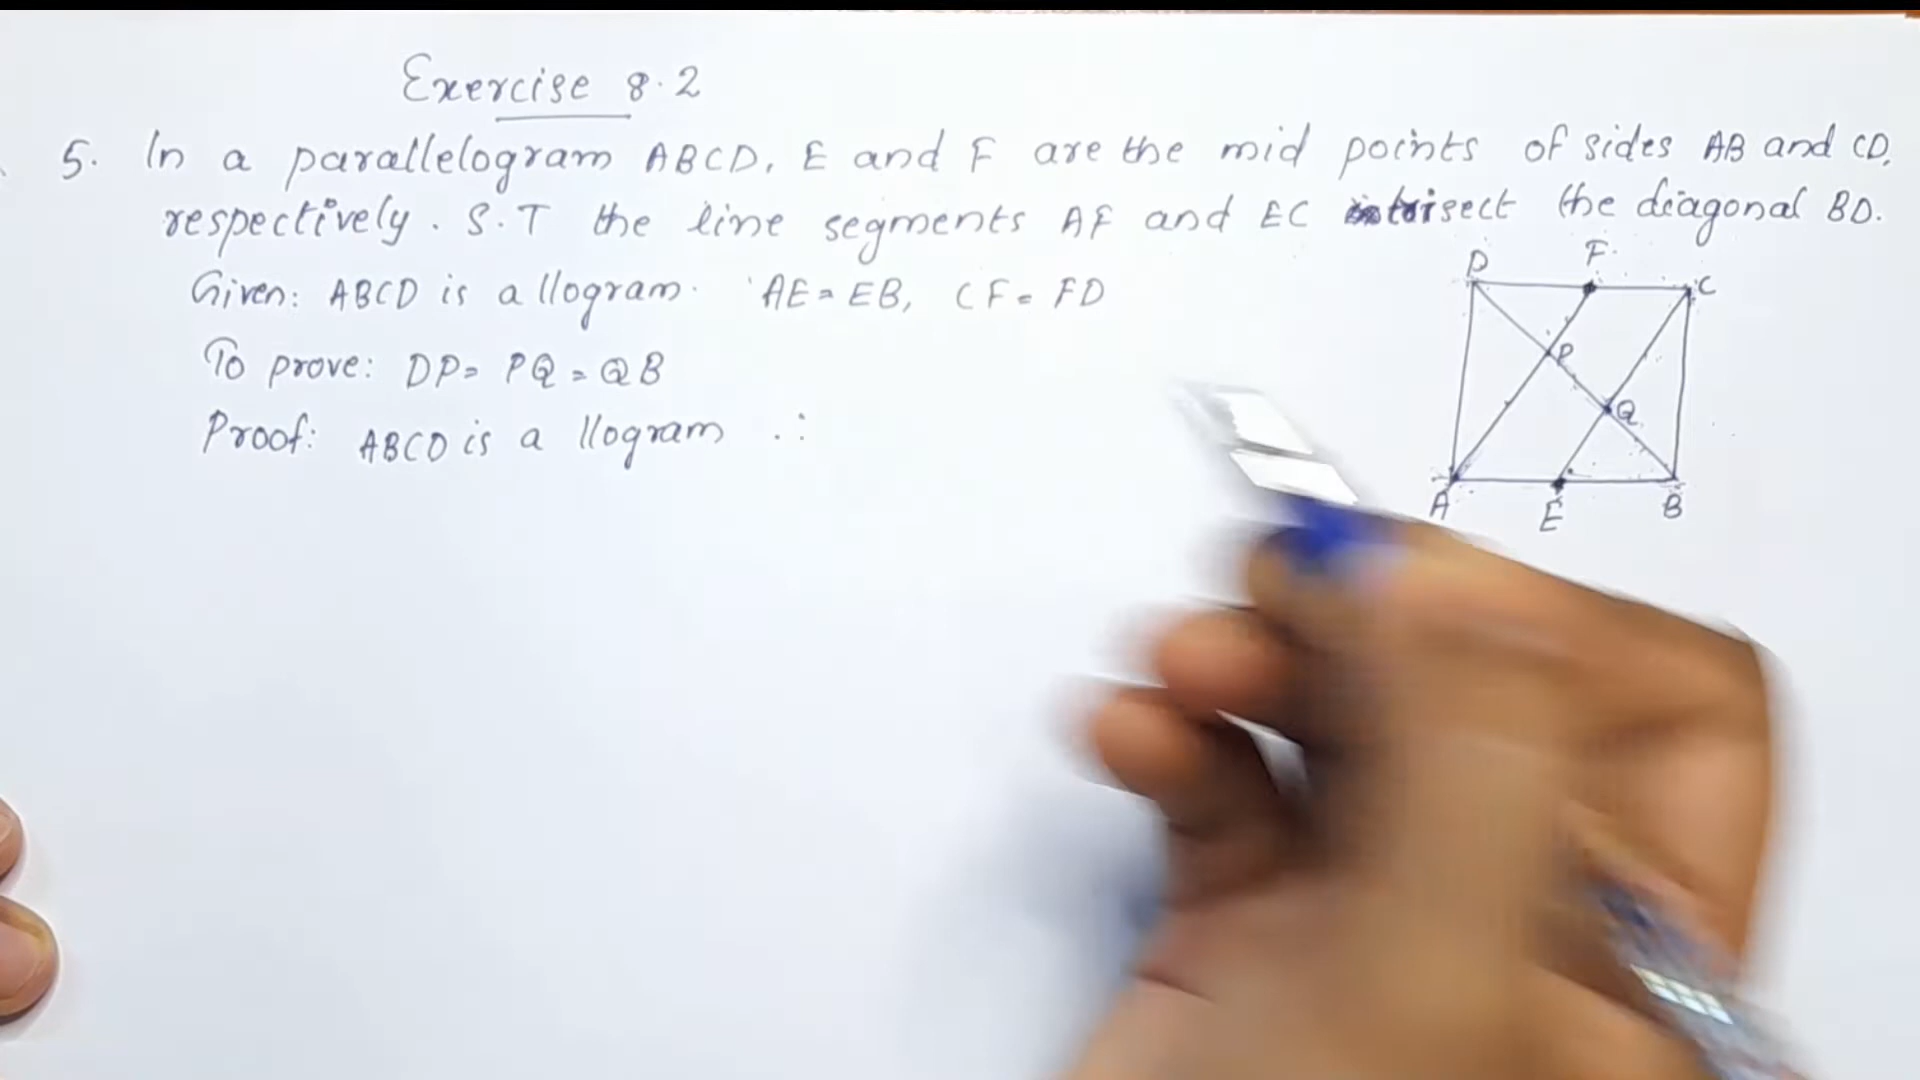 Exercise 8.2
5. In a parallelogram ABCD, E and F are the mid points of sides AB and CD,
respectively. S.T the line segments AF and EC trisect the diagonal BD.
Given: ABCD is a llogram. AE = EB, CF = FD
To prove: DP = PQ = QB
Proof: ABCD is a llogram ∴
D F C
P
Q
A E B